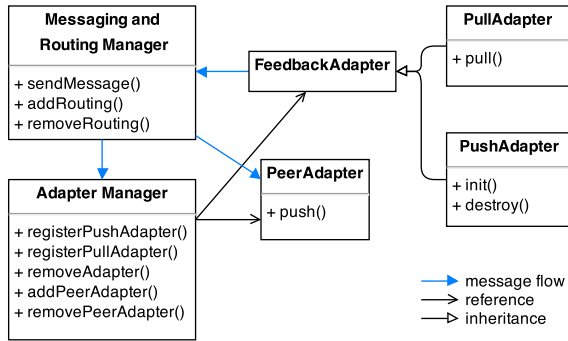 Messaging and
Routing Manager
+ sendMessage()
+ addRouting()
+ removeRouting()
FeedbackAdapter
PullAdapter
+ pull()
PushAdapter
+ init()
+ destroy()
PeerAdapter
+ push()
Adapter Manager
+ registerPushAdapter()
+ registerPullAdapter()
+ removeAdapter()
+ addPeerAdapter()
+ removePeerAdapter()
message flow
reference
inheritance